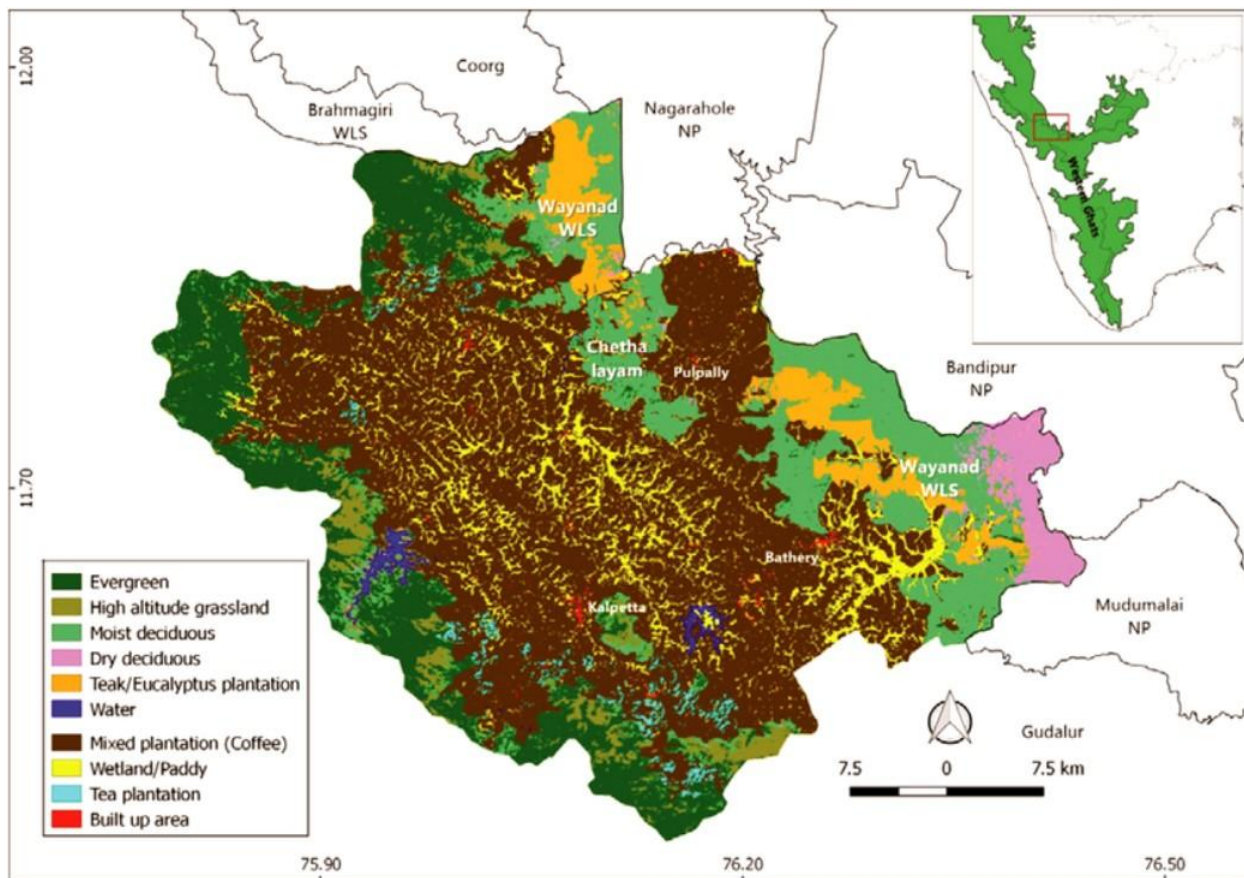 12.00
11.70
75.90
76.20
76.50
Coorg
Brahmagiri
WLS
Nagarahole
NP
Wayanad
WLS
Chetha
layam
Pulpally
Bandipur
NP
Wayanad
WLS
Bathery
Kalpetta
Mudumalai
NP
Gudalur
Western Ghats
Evergreen
High altitude grassland
Moist deciduous
Dry deciduous
Teak/Eucalyptus plantation
Water
Mixed plantation (Coffee)
Wetland/Paddy
Tea plantation
Built up area
7.5 0 7.5 km